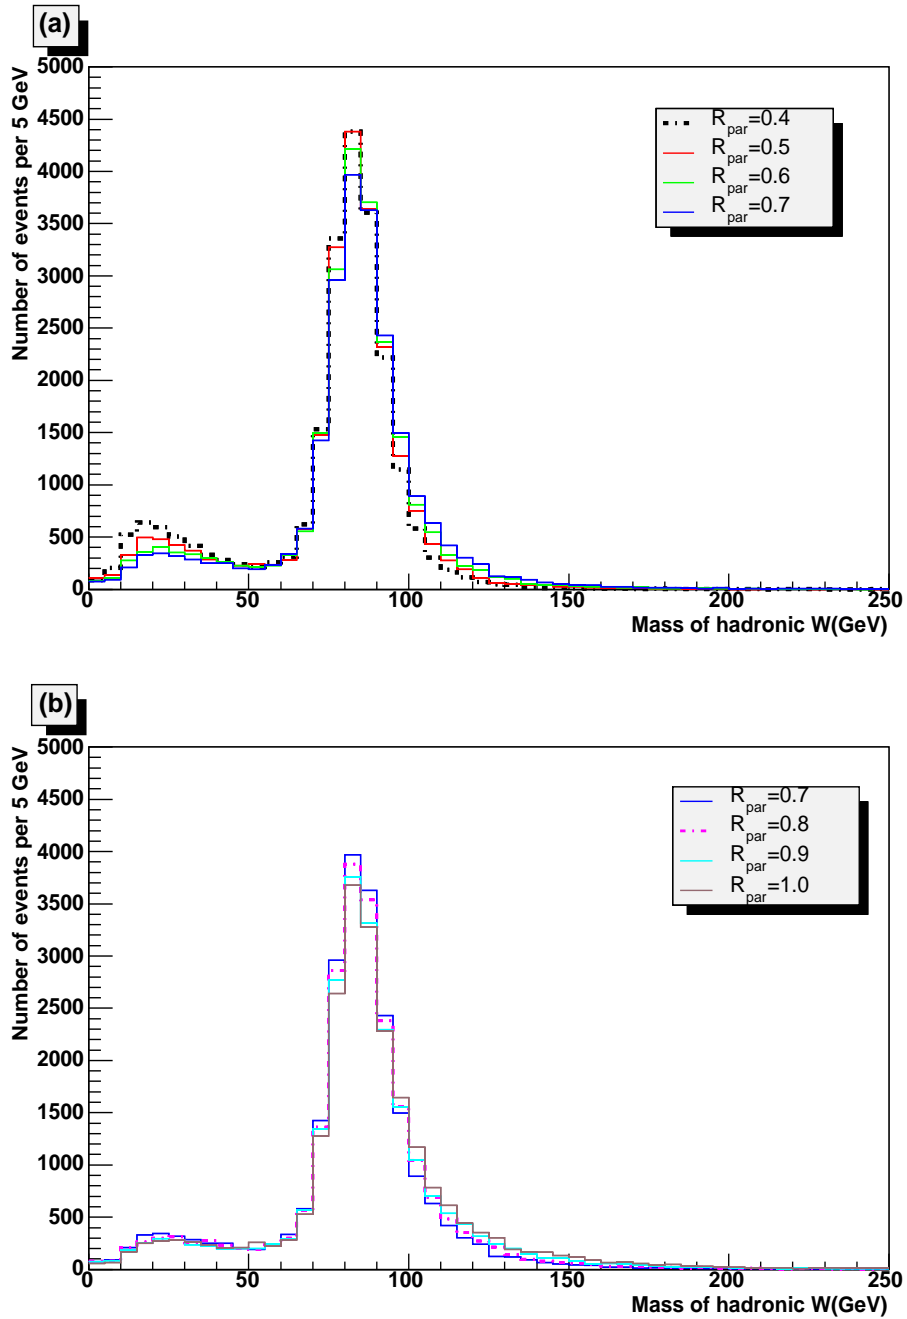 (a)
Number of events per 5 GeV
5000
4500
4000
3500
3000
2500
2000
1500
1000
500
0
R_par=0.4
R_par=0.5
R_par=0.6
R_par=0.7
0 50 100 150 200 250
Mass of hadronic W(GeV)
(b)
Number of events per 5 GeV
5000
4500
4000
3500
3000
2500
2000
1500
1000
500
0
R_par=0.7
R_par=0.8
R_par=0.9
R_par=1.0
0 50 100 150 200 250
Mass of hadronic W(GeV)